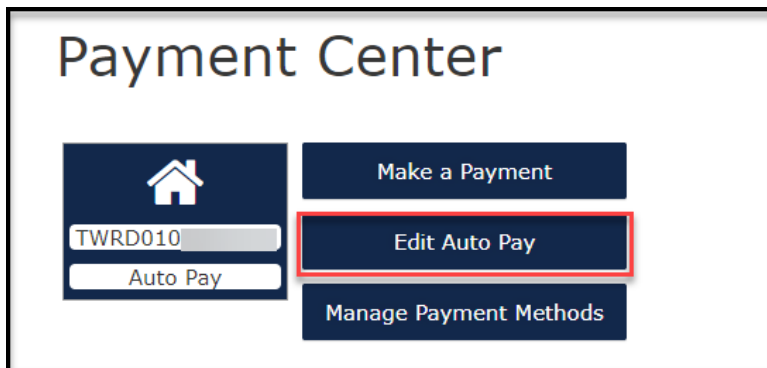 Payment Center
Make a Payment
TWRD010
Edit Auto Pay
Auto Pay
Manage Payment Methods